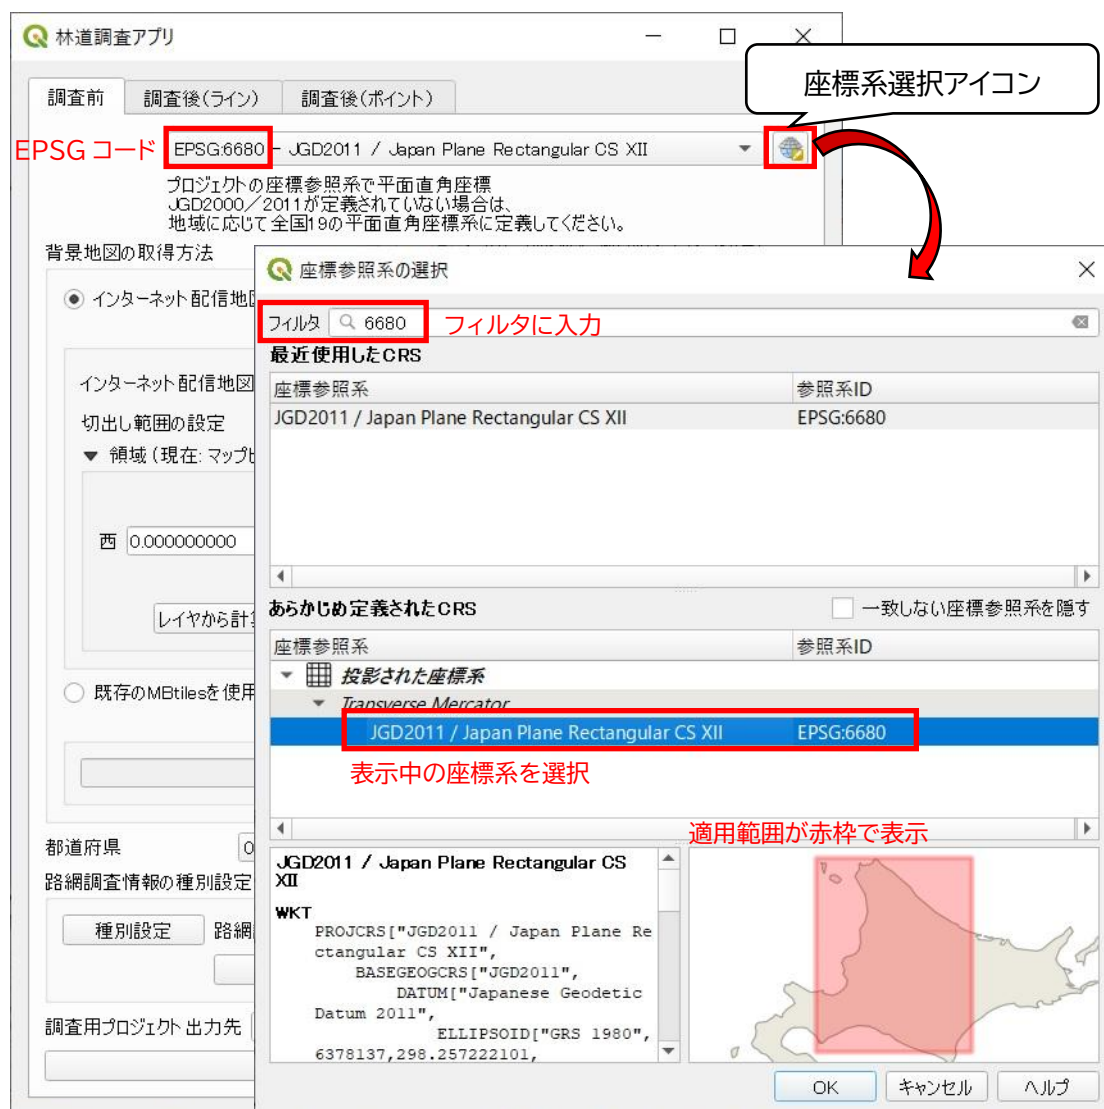 林道調査アプリ
座標系選択アイコン
調査前
調査後(ライン)
調査後(ポイント)
EPSG コード
EPSG:6680 - JGD2011 / Japan Plane Rectangular CS XII
プロジェクトの座標参照系で平面直角座標
JGD2000/2011が定義されていない場合は、
地域に応じて全国19の平面直角座標系に定義してください。
背景地図の取得方法
座標参照系の選択
インターネット配信地
フィルタ
6680
フィルタに入力
最近使用したCRS
インターネット配信地図
座標参照系
参照系ID
切出し範囲の設定
JGD2011 / Japan Plane Rectangular CS XII
EPSG:6680
領域 (現在: マップ
西
0.000000000
あらかじめ定義されたCRS
一致しない座標参照系を隠す
レイヤから計
座標参照系
参照系ID
投影された座標系
既存のMBtilesを使用
Transverse Mercator
JGD2011 / Japan Plane Rectangular CS XII
EPSG:6680
表示中の座標系を選択
適用範囲が赤枠で表示
都道府県
0
路網調査情報の種別設定
JGD2011 / Japan Plane Rectangular CS
XII
WKT
PROJCRS["JGD2011 / Japan Plane Re
ctangular CS XII",
BASEGEOGCRS["JGD2011",
DATUM["Japanese Geodetic
Datum 2011",
ELLIPSOID["GRS 1980",
6378137,298.257222101,
種別設定
路網
調査用プロジェクト出力先
OK
キャンセル
ヘルプ